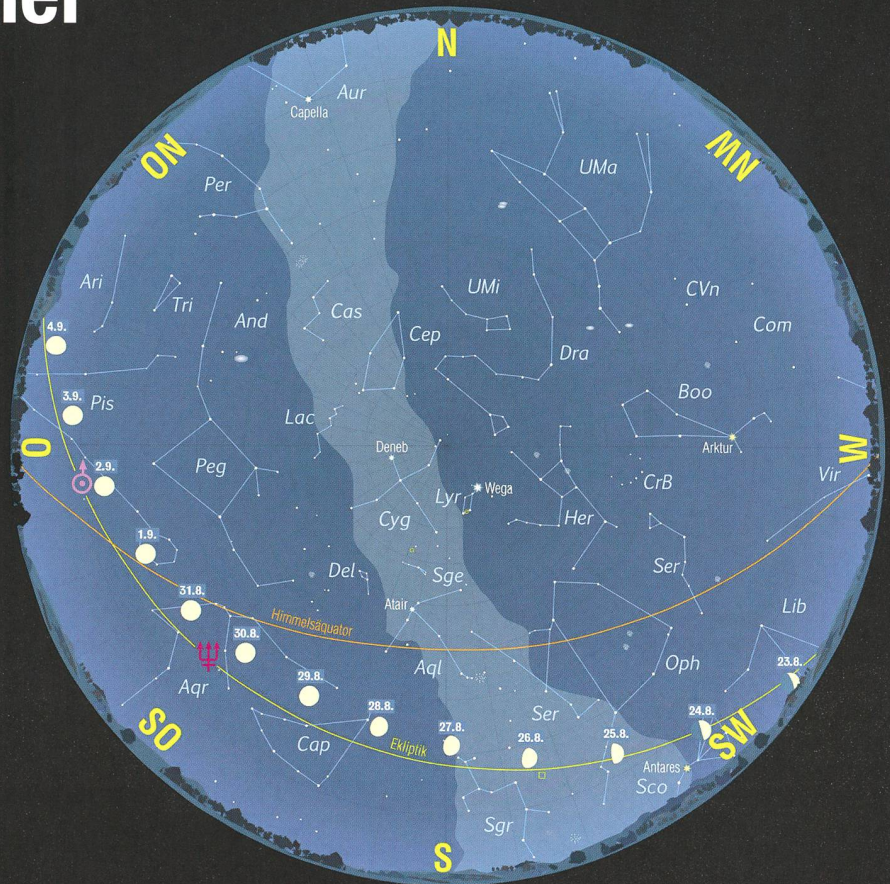 N
Aur
Capella
NO
NW
Per
UMa
Ari
Tri
And
Cas
UMi
CVn
Com
4.9.
Cep
Dra
3.9.
Pis
Boo
Lac
Arktur
O
W
2.9.
Peg
Deneb
Lyr
Wega
CrB
Vir
Cyg
Her
1.9.
Del
Sge
Ser
31.8.
Atair
Himmelsäquator
Lib
30.8.
Aql
Oph
23.8.
29.8.
Aqr
28.8.
27.8.
26.8.
25.8.
24.8.
Ser
SO
SW
Cap
Ekliptik
Antares
Sco
Sgr
S